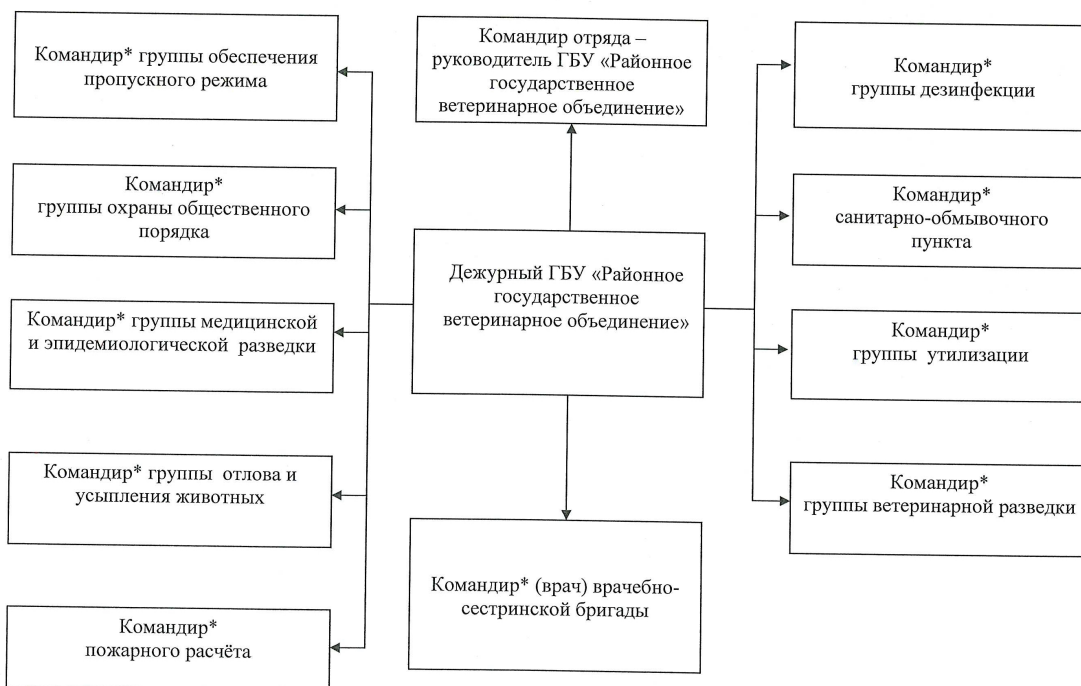 Командир* группы обеспечения
пропускного режима
Командир*
группы охраны общественного
порядка
Командир* группы медицинской
и эпидемиологической разведки
Командир* группы отлова и
усыпления животных
Командир*
пожарного расчёта
Командир отряда –
руководитель ГБУ «Районное
государственное
ветеринарное объединение»
Дежурный ГБУ «Районное
государственное
ветеринарное объединение»
Командир* (врач) врачебно-
сестринской бригады
Командир*
группы дезинфекции
Командир*
санитарно-обмывочного
пункта
Командир*
группы утилизации
Командир*
группы ветеринарной разведки